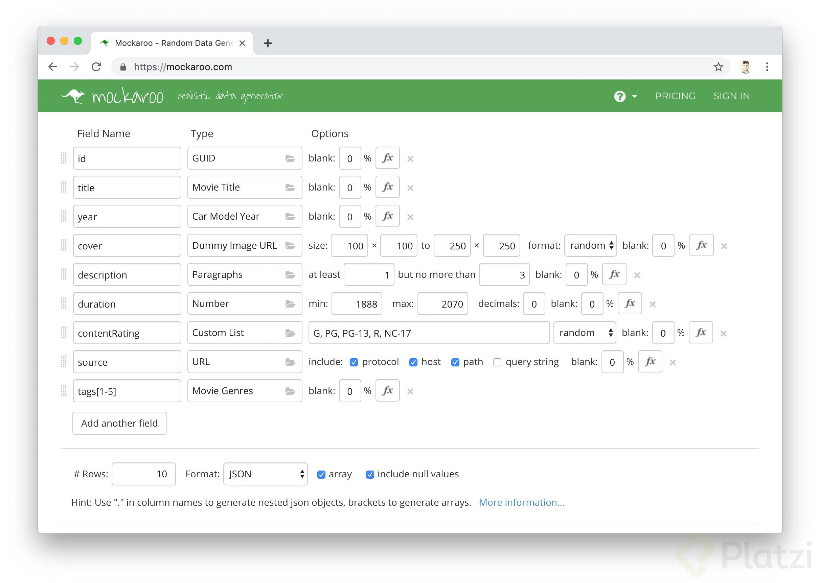 Mockaroo - Random Data Gene
https://mockaroo.com
mockaroo realistic data generator ? PRICING SIGN IN
Field Name Type Options
id GUID blank: 0 % fx
title Movie Title blank: 0 % fx
year Car Model Year blank: 0 % fx
cover Dummy Image URL size: 100 × 100 to 250 × 250 format: random blank: 0 % fx
description Paragraphs at least 1 but no more than 3 blank: 0 % fx
duration Number min: 1888 max: 2070 decimals: 0 blank: 0 % fx
contentRating Custom List G, PG, PG-13, R, NC-17 random blank: 0 % fx
source URL include: protocol host path query string blank: 0 % fx
tags[1-5] Movie Genres blank: 0 % fx
Add another field
# Rows: 10 Format: JSON array include null values
Hint: Use "." in column names to generate nested json objects, brackets to generate arrays. More information...
Platzi